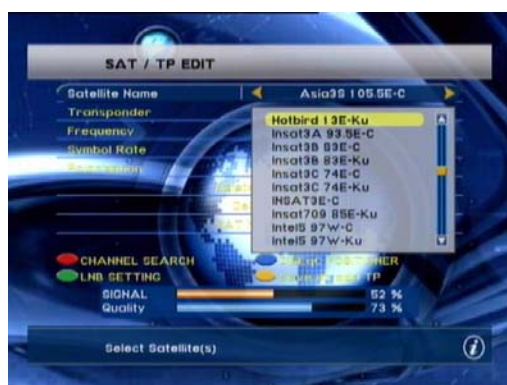 SAT / TP EDIT
Satellite Name
Asia3S 105.5E-C
Transponder
Frequency
Symbol Rate
Hotbird 13E-Ku
Insat3A 93.5E-C
Insat3B 83E-C
Insat3B 83E-Ku
Insat3C 74E-C
Insat3C 74E-Ku
INSAT3E-C
Insat709 85E-Ku
Intel5 97W-C
Intel5 97W-Ku
CHANNEL SEARCH
LNB SETTING
TP
SIGNAL
52 %
Quality
73 %
Select Satellite(s)
i